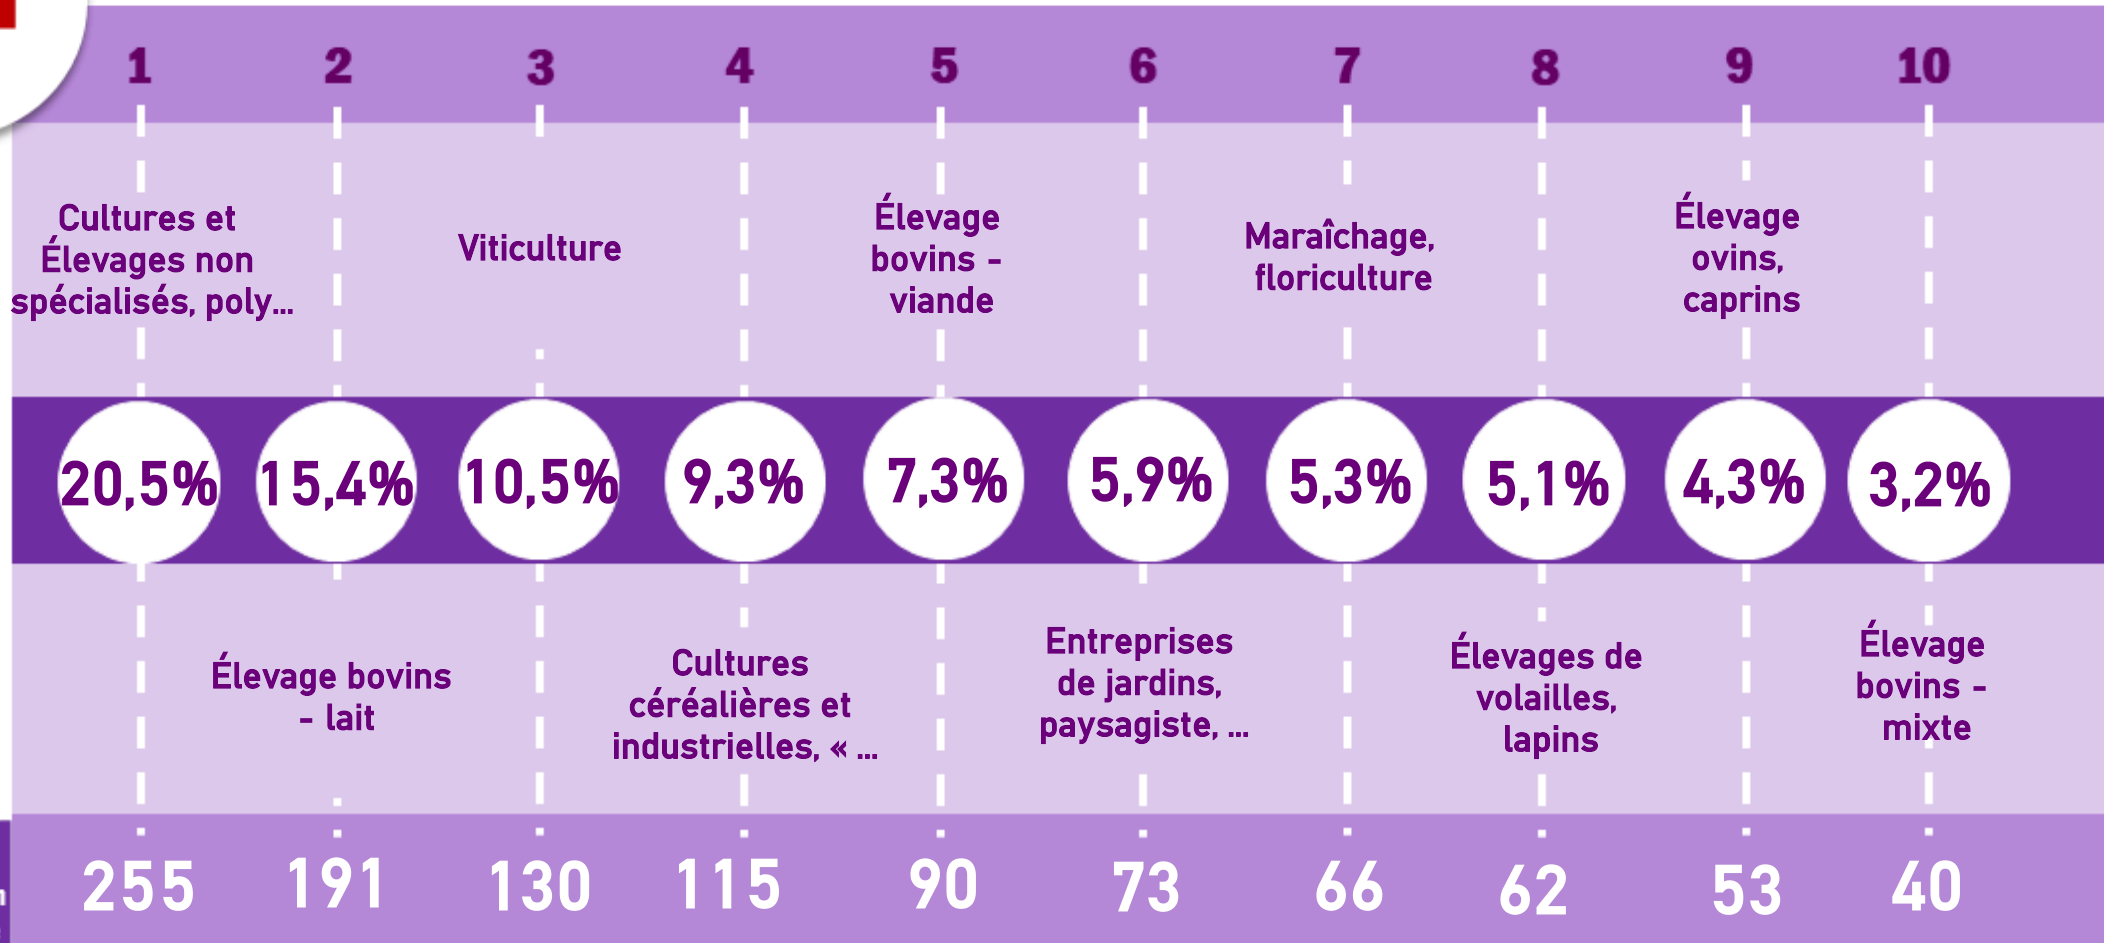 1 2 3 4 5 6 7 8 9 10
Cultures et
Élevages non
spécialisés, poly...
Viticulture
Élevage
bovins -
viande
Maraîchage,
floriculture
Élevage
ovins,
caprins
20,5% 15,4% 10,5% 9,3% 7,3% 5,9% 5,3% 5,1% 4,3% 3,2%
Élevage bovins
- lait
Cultures
céréalières et
industrielles, « ...
Entreprises
de jardins,
paysagiste, ...
Élevages de
volailles,
lapins
Élevage
bovins -
mixte
255 191 130 115 90 73 66 62 53 40